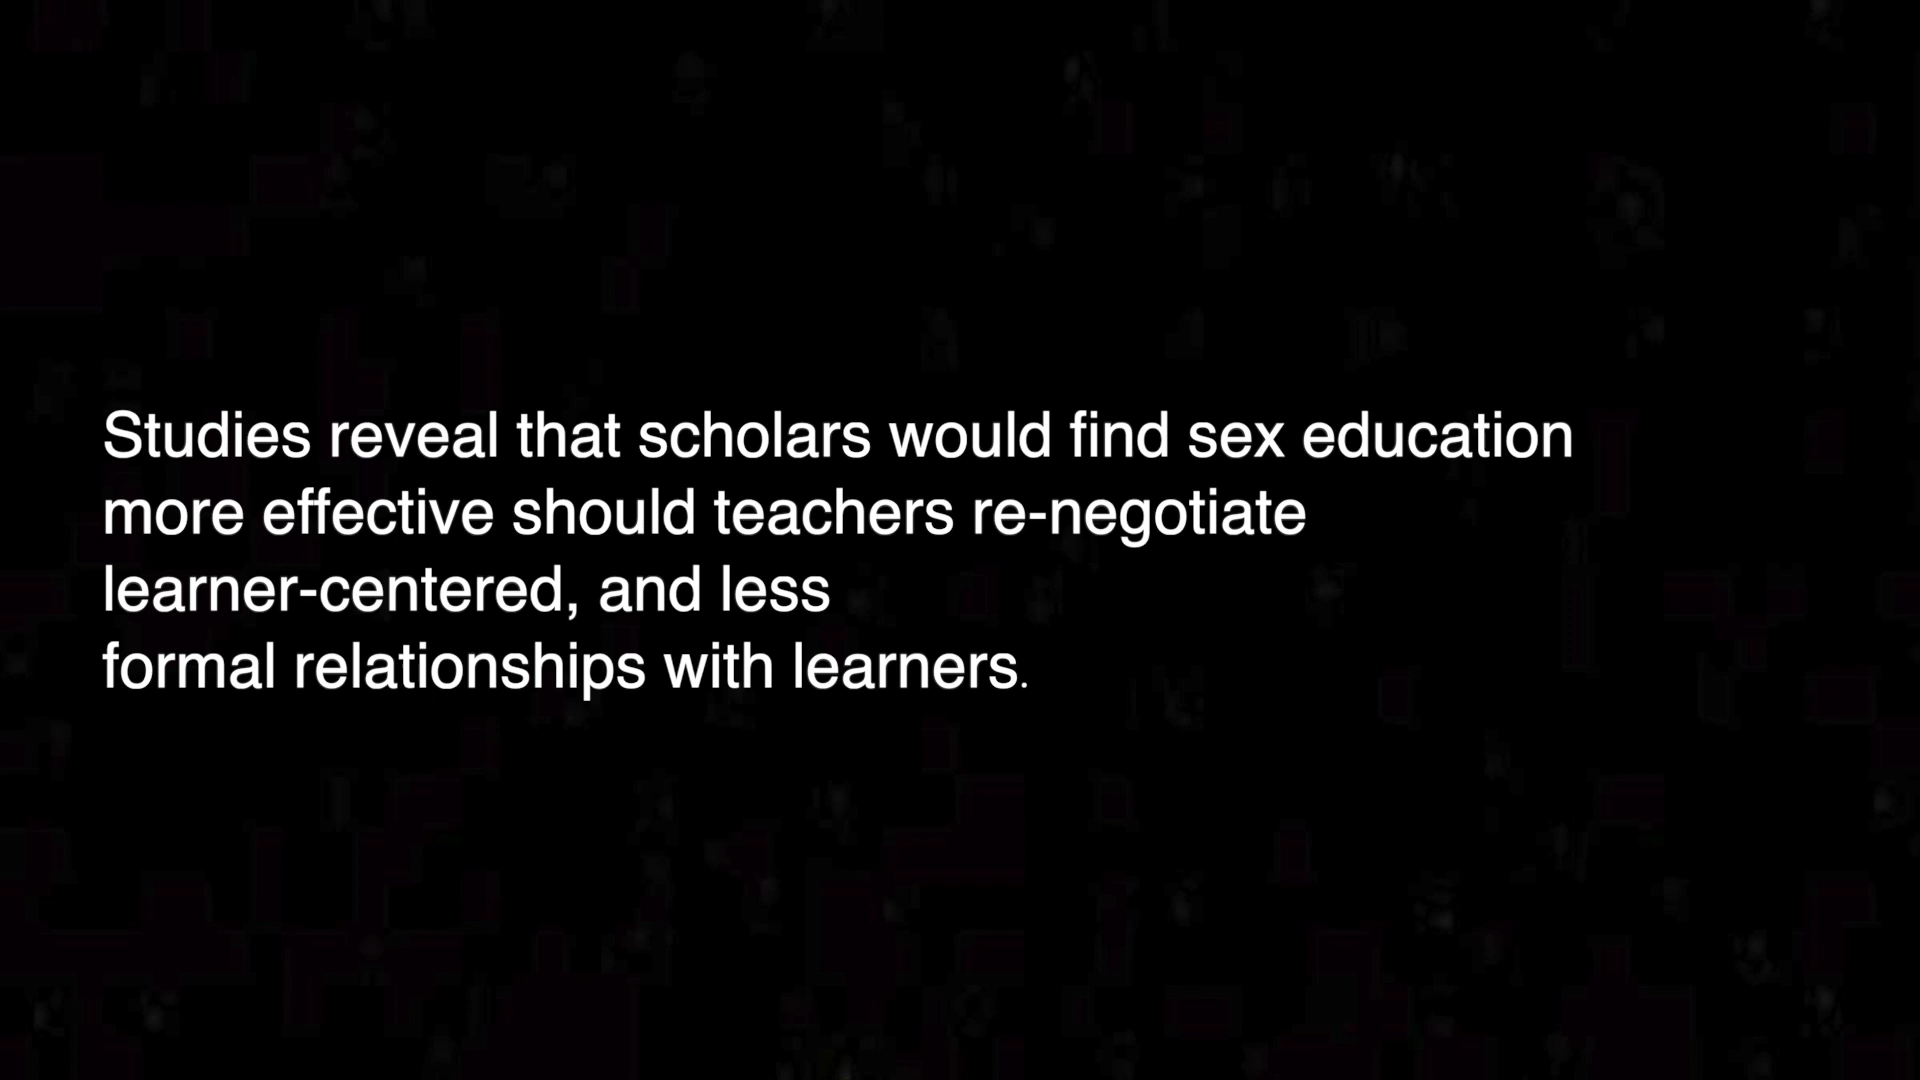 Studies reveal that scholars would find sex education
more effective should teachers re-negotiate
learner-centered, and less
formal relationships with learners.